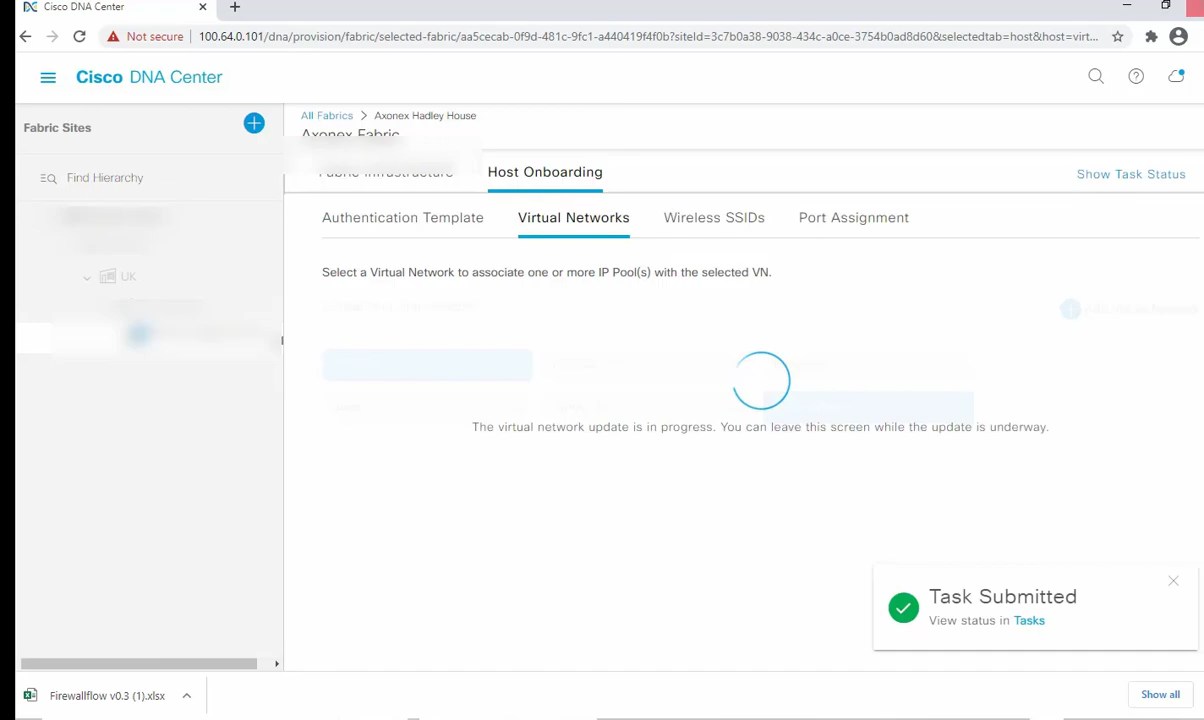 Cisco DNA Center
Not secure
100.64.0.101/dna/provision/fabric/selected-fabric/aa5cecab-0f9d-481c-9fc1-a440419f4f0b?siteId=3c7b0a38-9038-434c-a0ce-3754b0ad8d60&selectedtab=host&host=virt...
Cisco DNA Center
Fabric Sites
All Fabrics > Axonex Hadley House
Axonex Fabric
Fabric Infrastructure
Host Onboarding
Show Task Status
Find Hierarchy
Authentication Template
Virtual Networks
Wireless SSIDs
Port Assignment
UK
Select a Virtual Network to associate one or more IP Pool(s) with the selected VN.
The virtual network update is in progress. You can leave this screen while the update is underway.
Task Submitted
View status in Tasks
Firewallflow v0.3 (1).xlsx
Show all